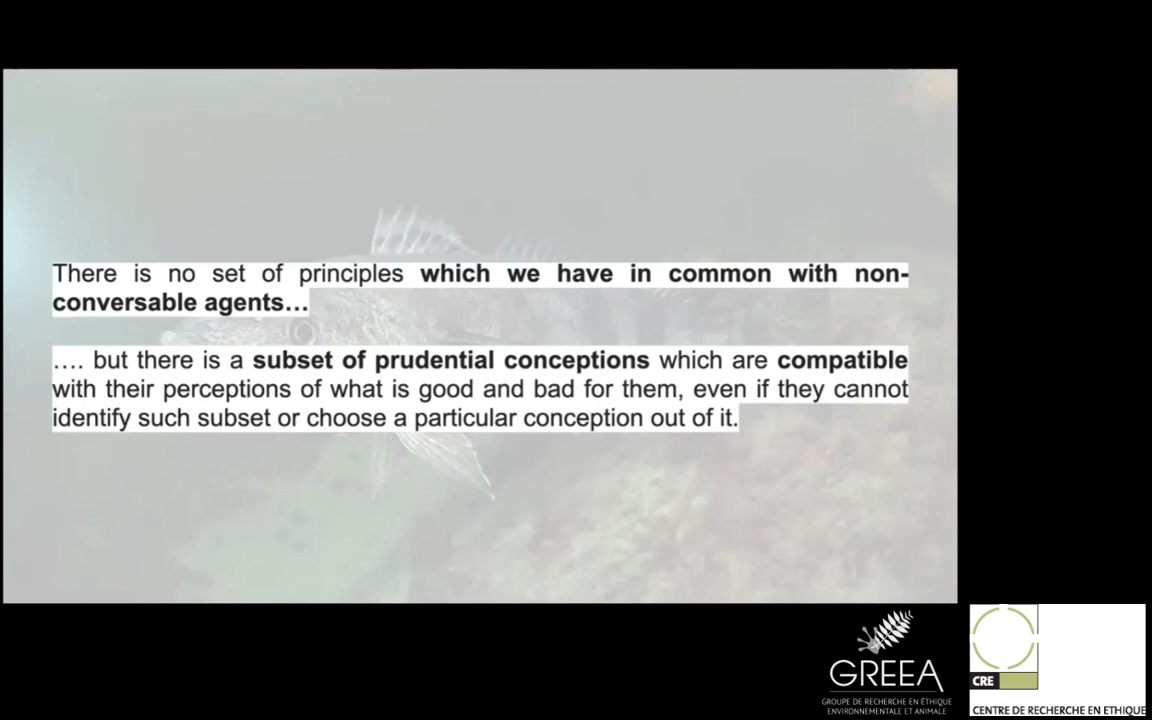 There is no set of principles which we have in common with non-
conversable agents…
…. but there is a subset of prudential conceptions which are compatible
with their perceptions of what is good and bad for them, even if they cannot
identify such subset or choose a particular conception out of it.
GREEA
GROUPE DE RECHERCHE EN ÉTHIQUE
ENVIRONNEMENTALE ET ANIMALE
CRE
CENTRE DE RECHERCHE EN ETHIQUE